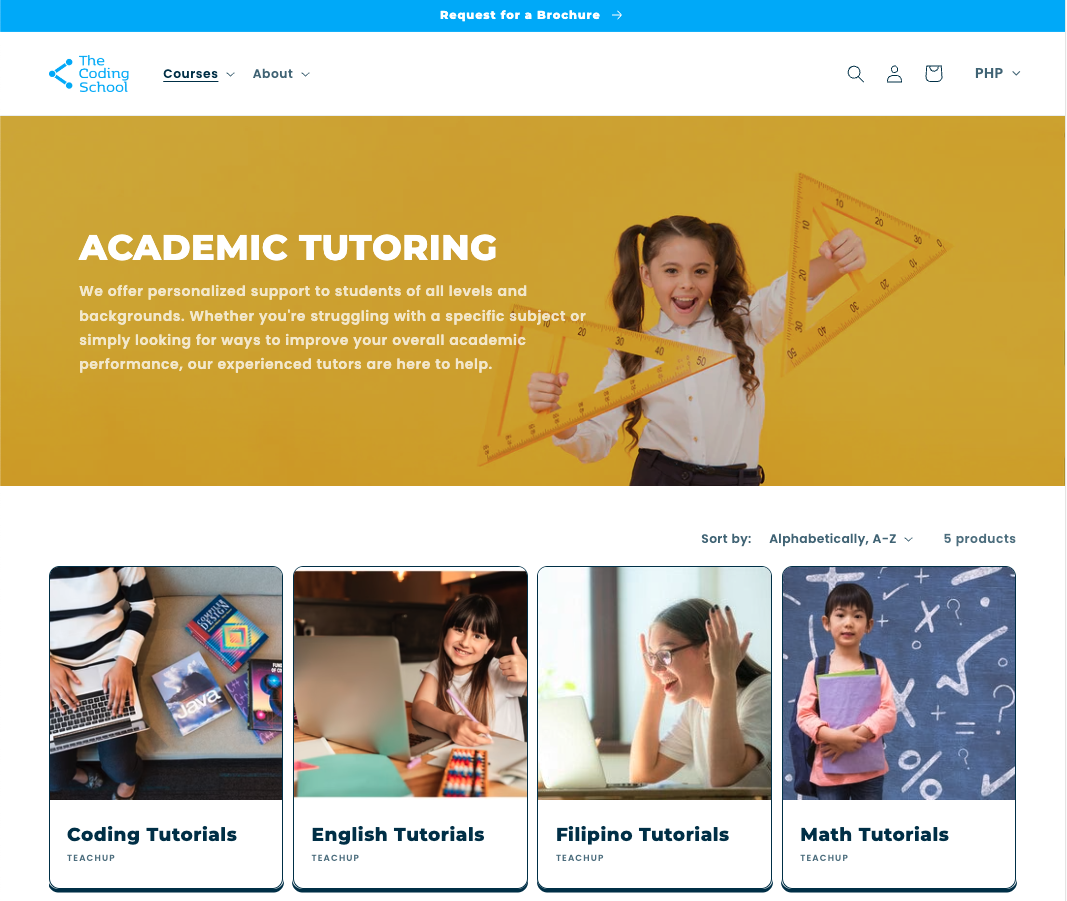 Request for a Brochure
The
Coding
School
Courses
About
PHP
ACADEMIC TUTORING
We offer personalized support to students of all levels and
backgrounds. Whether you're struggling with a specific subject or
simply looking for ways to improve your overall academic
performance, our experienced tutors are here to help.
Sort by: Alphabetically, A-Z
5 products
COMPILER
DESIGN
Java
Coding Tutorials
TEACHUP
English Tutorials
TEACHUP
Filipino Tutorials
TEACHUP
Math Tutorials
TEACHUP